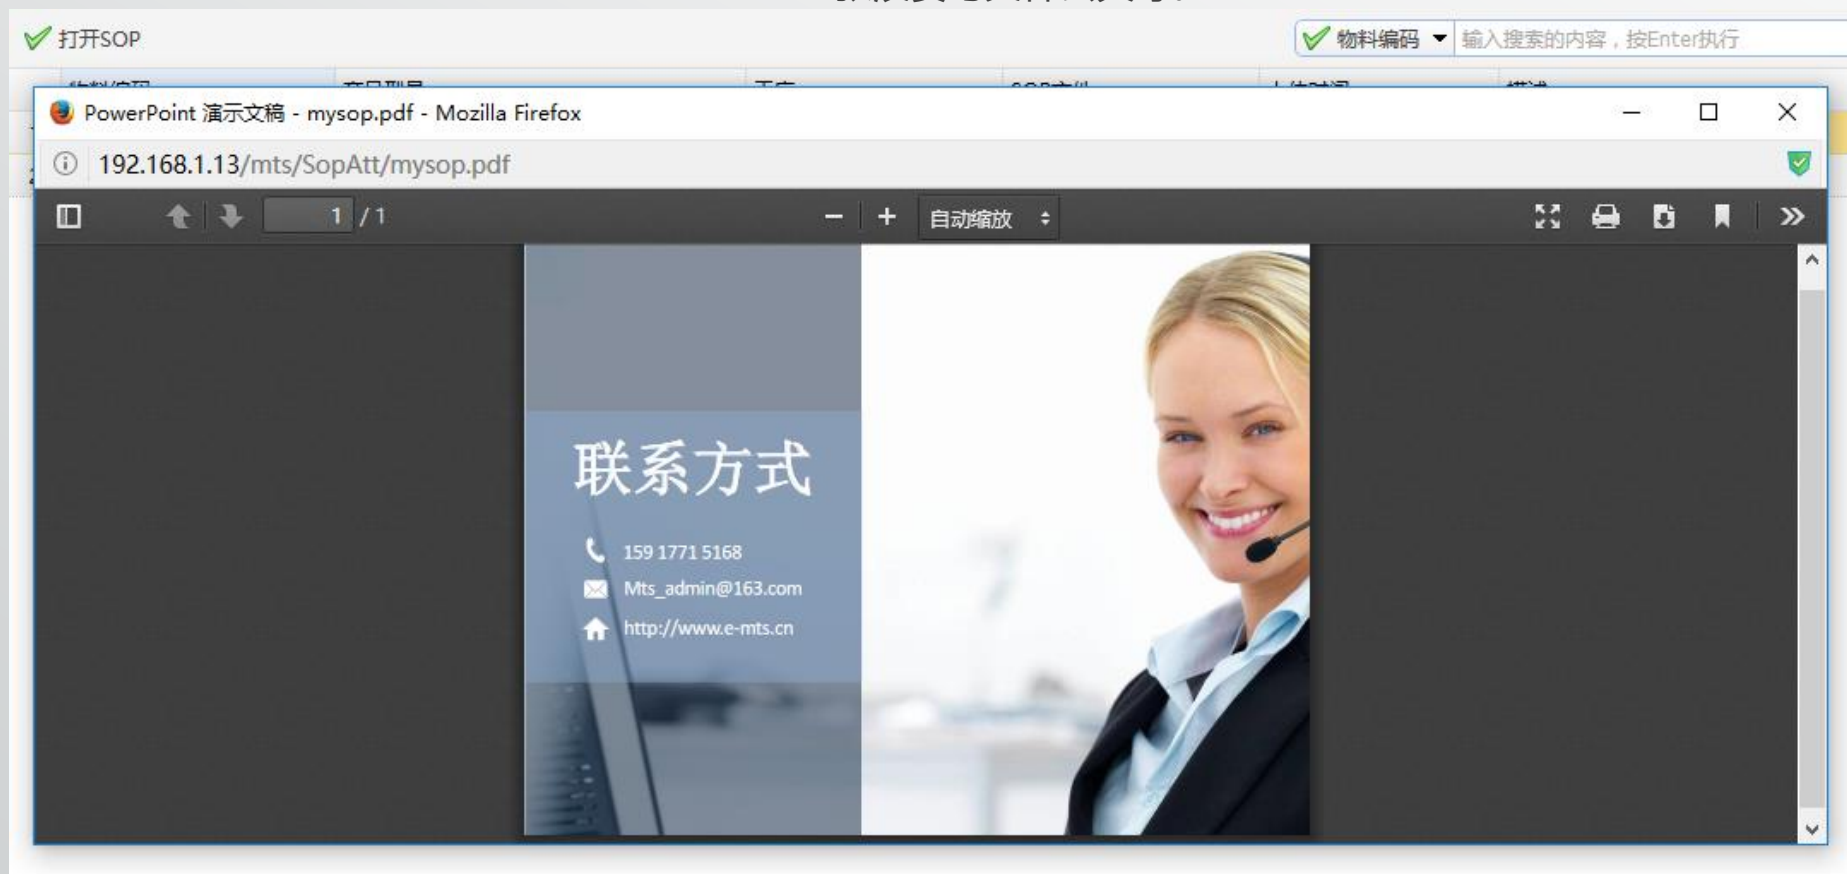 打开SOP
物料编码 输入搜索的内容，按Enter执行
PowerPoint 演示文稿 - mysop.pdf - Mozilla Firefox
192.168.1.13/mts/SopAtt/mysop.pdf
1 / 1
自动缩放
联系方式
159 1771 5168
Mts_admin@163.com
http://www.e-mts.cn